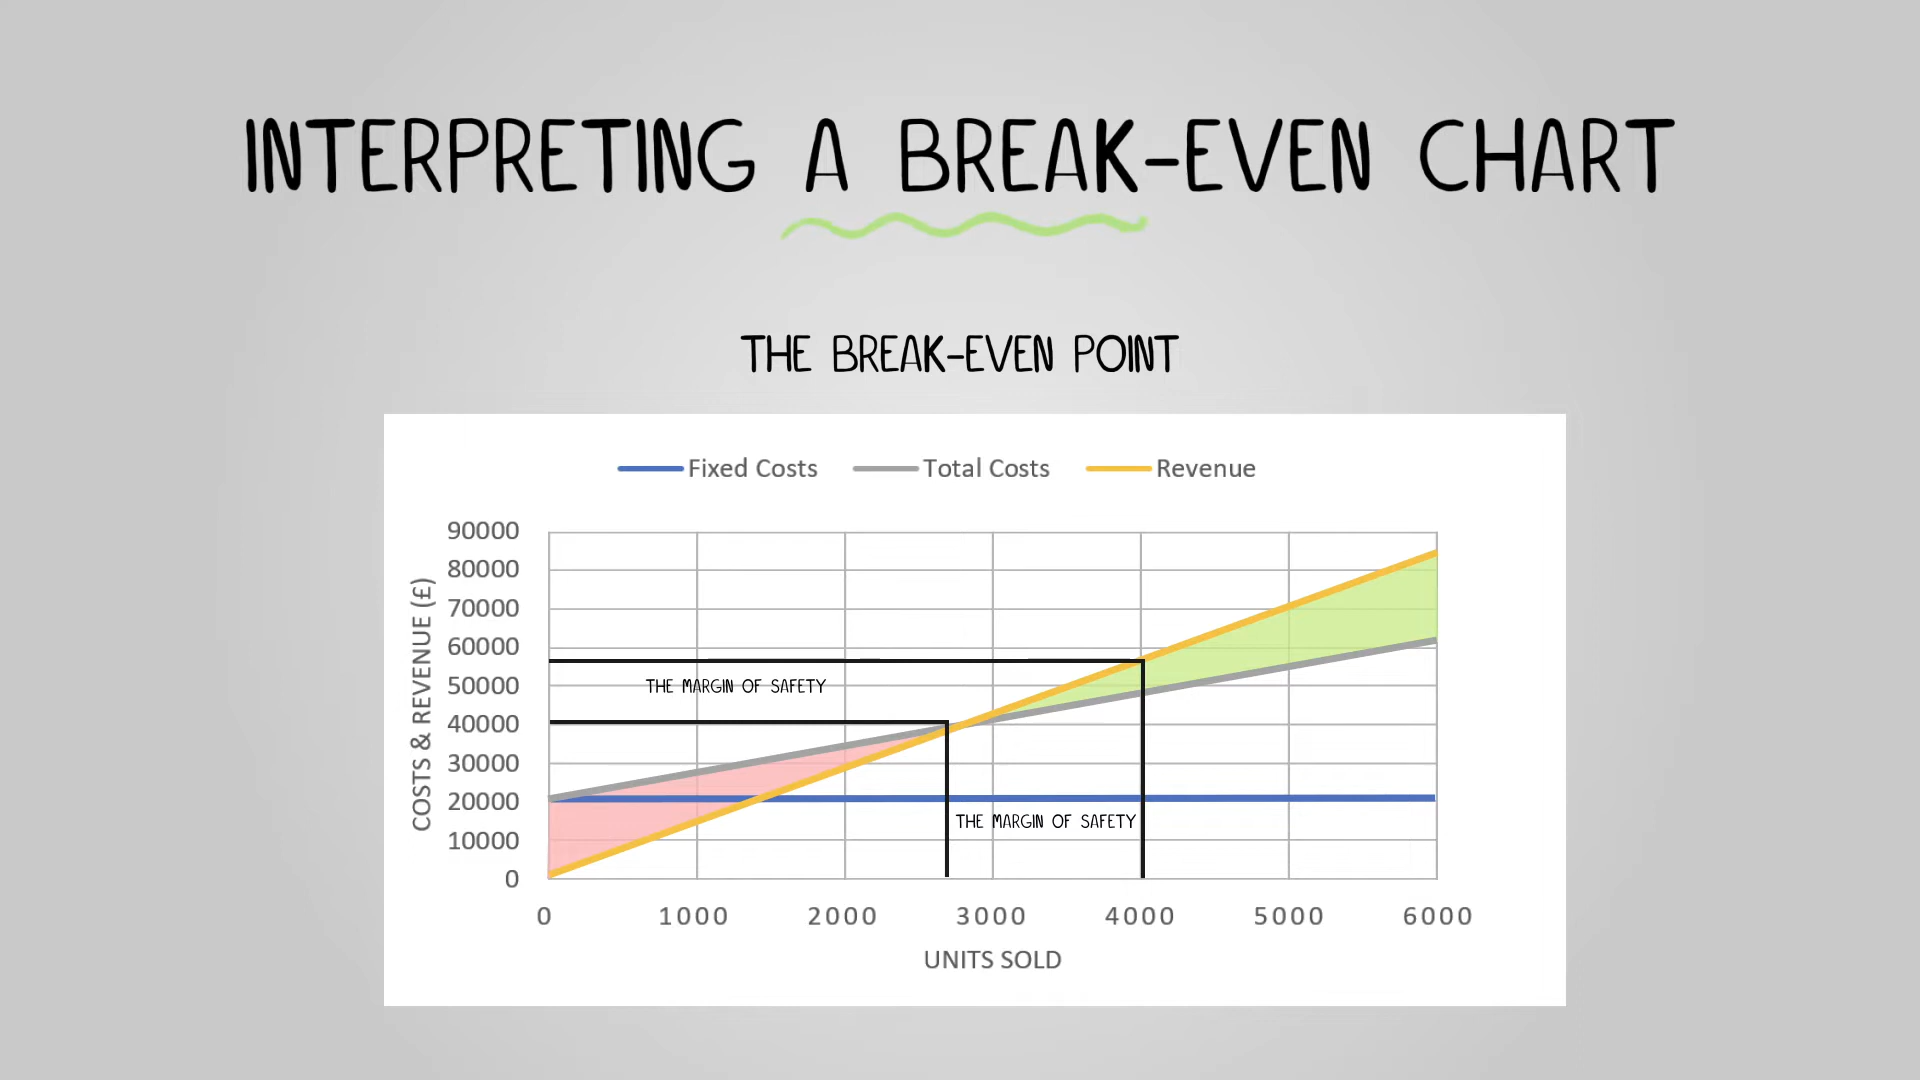 INTERPRETING A BREAK-EVEN CHART
THE BREAK-EVEN POINT
Fixed Costs Total Costs Revenue
90000
80000
70000
60000
50000
40000
30000
20000
10000
0
COSTS & REVENUE (£)
THE MARGIN OF SAFETY
THE MARGIN OF SAFETY
0 1000 2000 3000 4000 5000 6000
UNITS SOLD